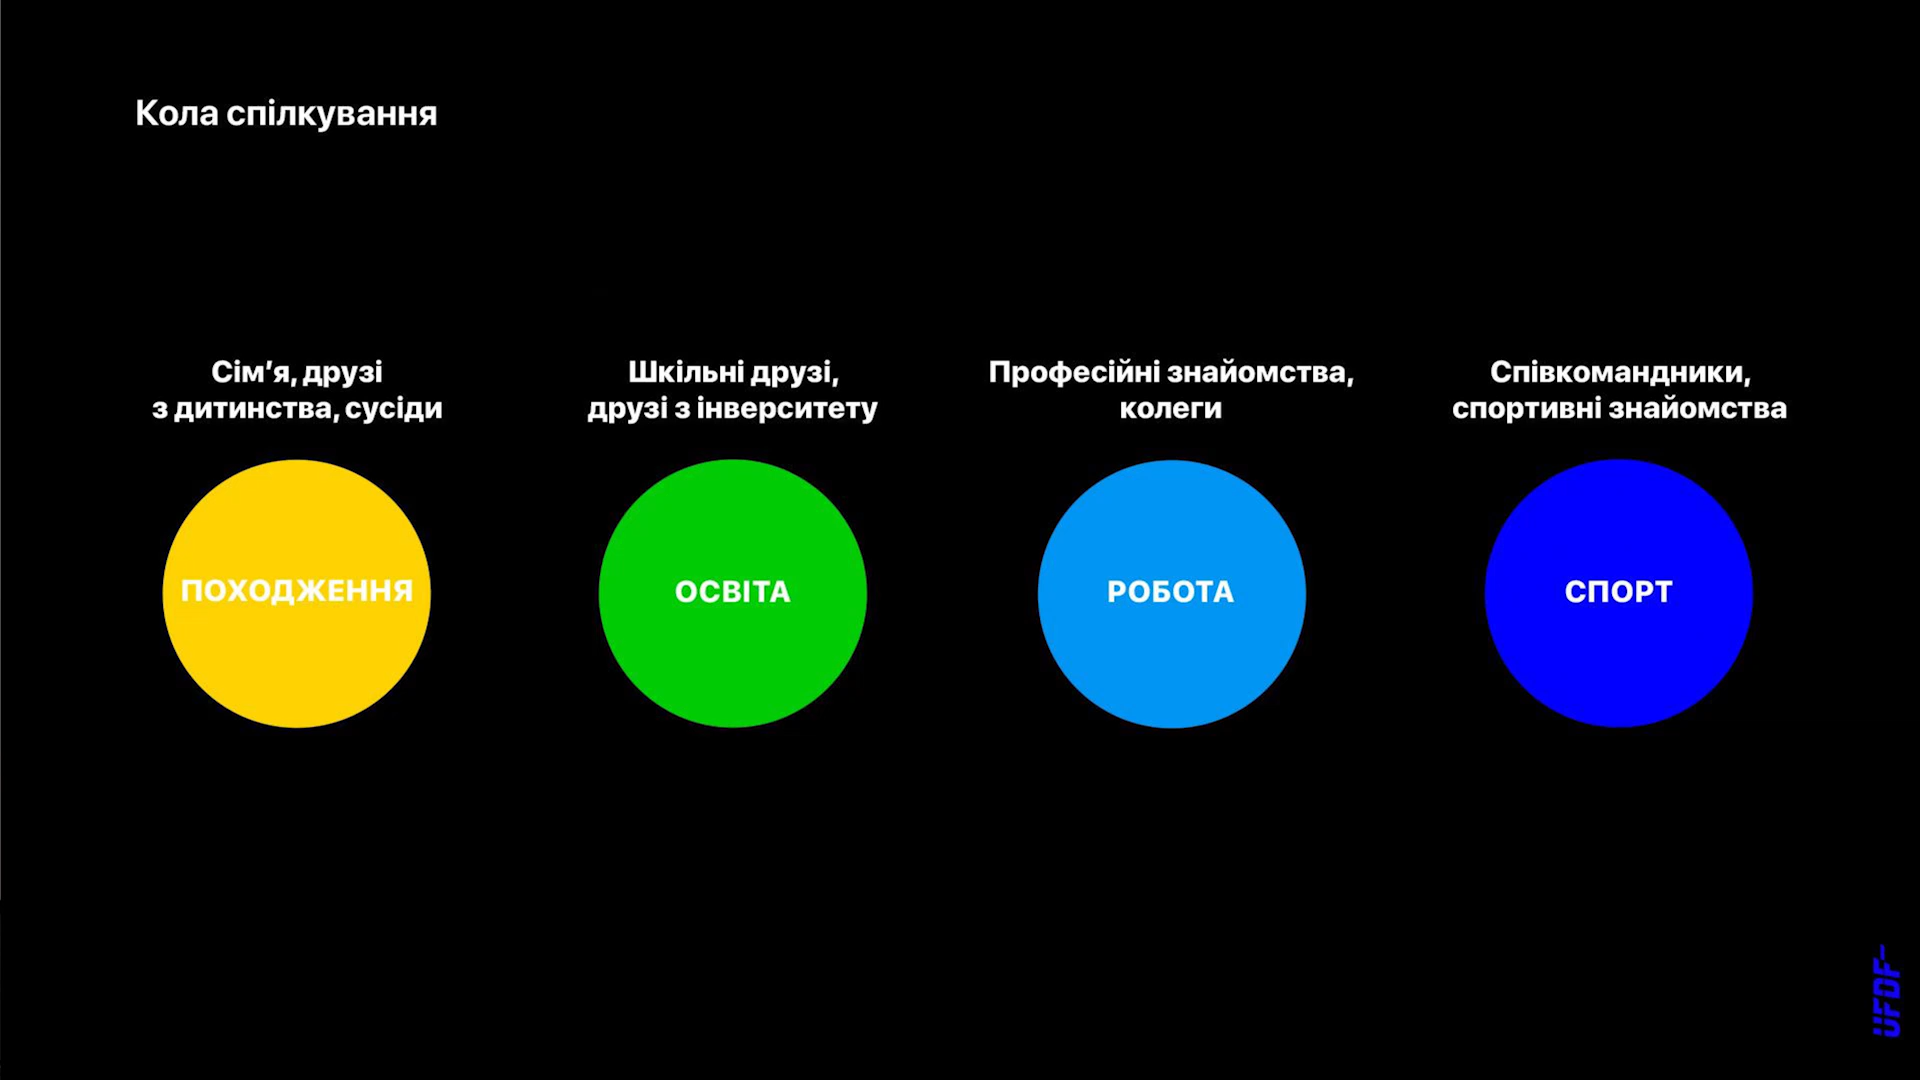 Кола спілкування
Сім’я, друзі
з дитинства, сусіди
Шкільні друзі,
друзі з інверситету
Професійні знайомства,
колеги
Співкомандники,
спортивні знайомства
ПОХОДЖЕННЯ
ОСВІТА
РОБОТА
СПОРТ
UFDF